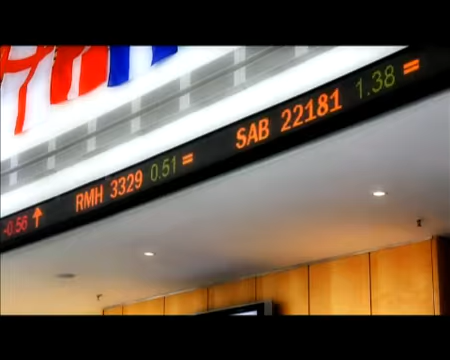 -0.56 ↑ RMH 3329 0.51 = SAB 22181 1.38 =